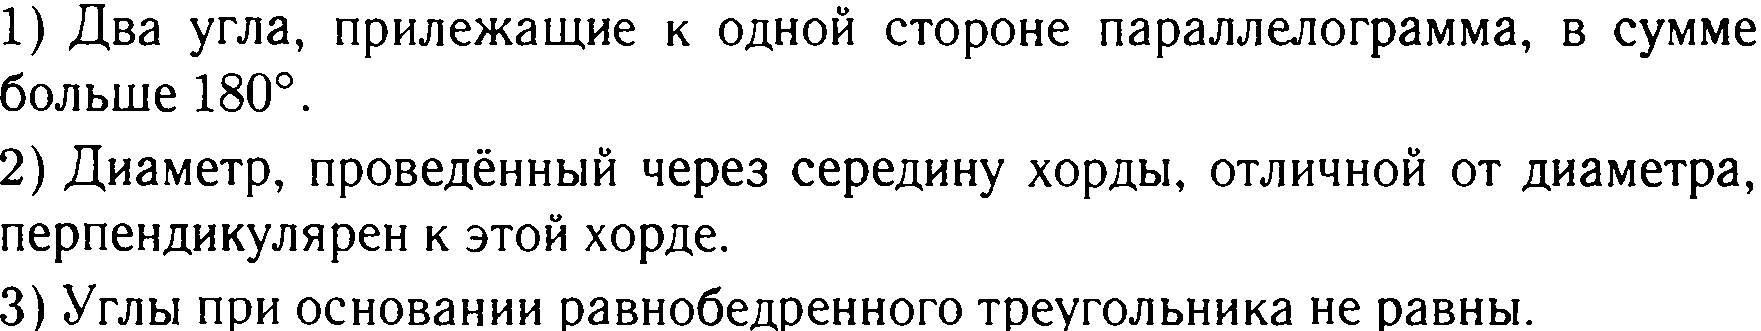 1) Два угла, прилежащие к одной стороне параллелограмма, в сумме
больше 180°.
2) Диаметр, проведённый через середину хорды, отличной от диаметра,
перпендикулярен к этой хорде.
3) Углы при основании равнобедренного треугольника не равны.